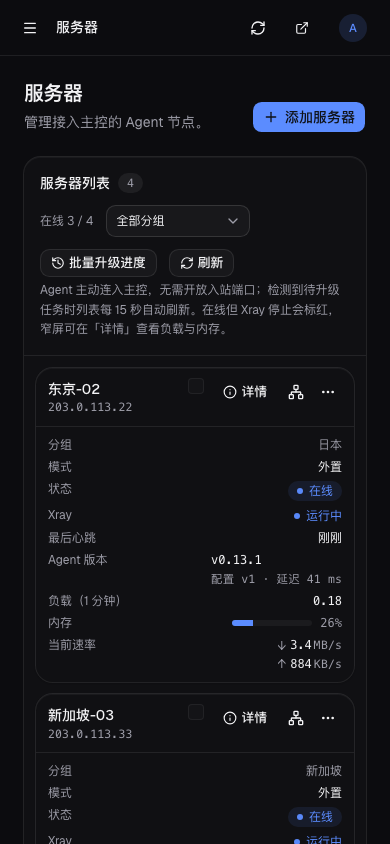 服务器
A
服务器
管理接入主控的 Agent 节点。
添加服务器
服务器列表 4
在线 3 / 4 全部分组
批量升级进度 刷新
Agent 主动连入主控，无需开放入站端口；检测到待升级
任务时列表每 15 秒自动刷新。在线但 Xray 停止会标红，
窄屏可在「详情」查看负载与内存。
东京-02 详情
203.0.113.22
分组 日本
模式 外置
状态 在线
Xray 运行中
最后心跳 刚刚
Agent 版本 v0.13.1
配置 v1 · 延迟 41 ms
负载（1 分钟） 0.18
内存 26%
当前速率 ↓ 3.4 MB/s
↑ 884 KB/s
新加坡-03 详情
203.0.113.33
分组 新加坡
模式 外置
状态 在线
Xray 运行中